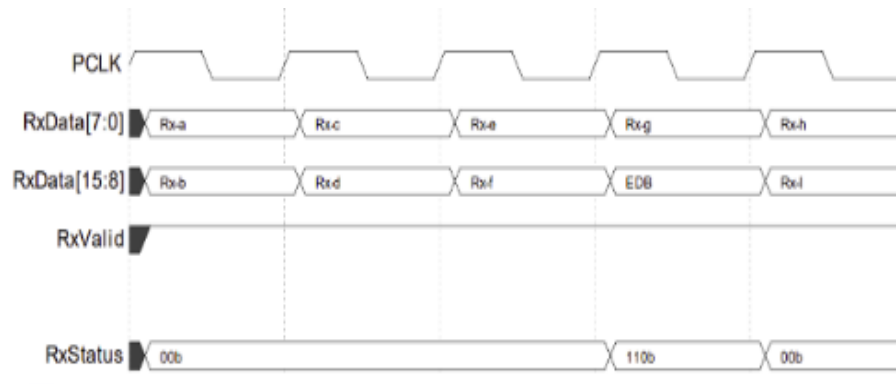 PCLK
RxData[7:0] Rx-a Rx-c Rx-e Rx-g Rx-h
RxData[15:8] Rx-b Rx-d Rx-f EDB Rx-I
RxValid
RxStatus 00b 110b 00b